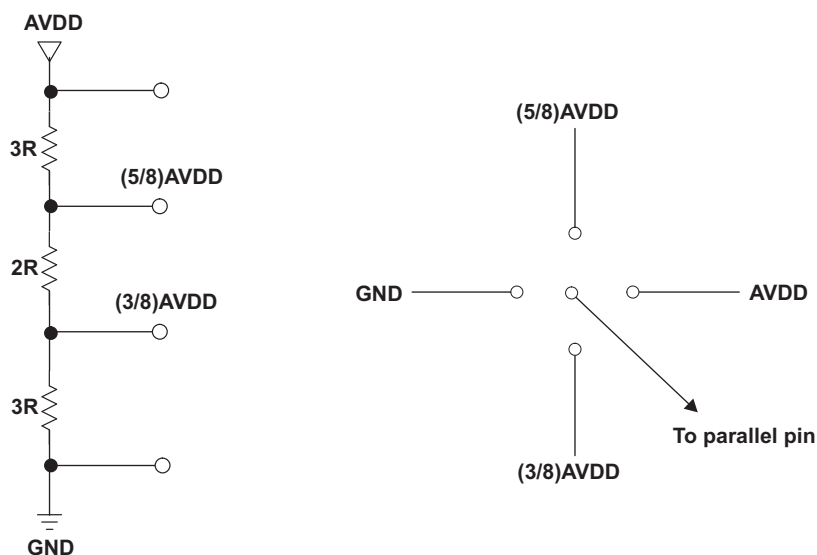 AVDD
3R
(5/8)AVDD
2R
(3/8)AVDD
3R
GND
(5/8)AVDD
GND
AVDD
To parallel pin
(3/8)AVDD